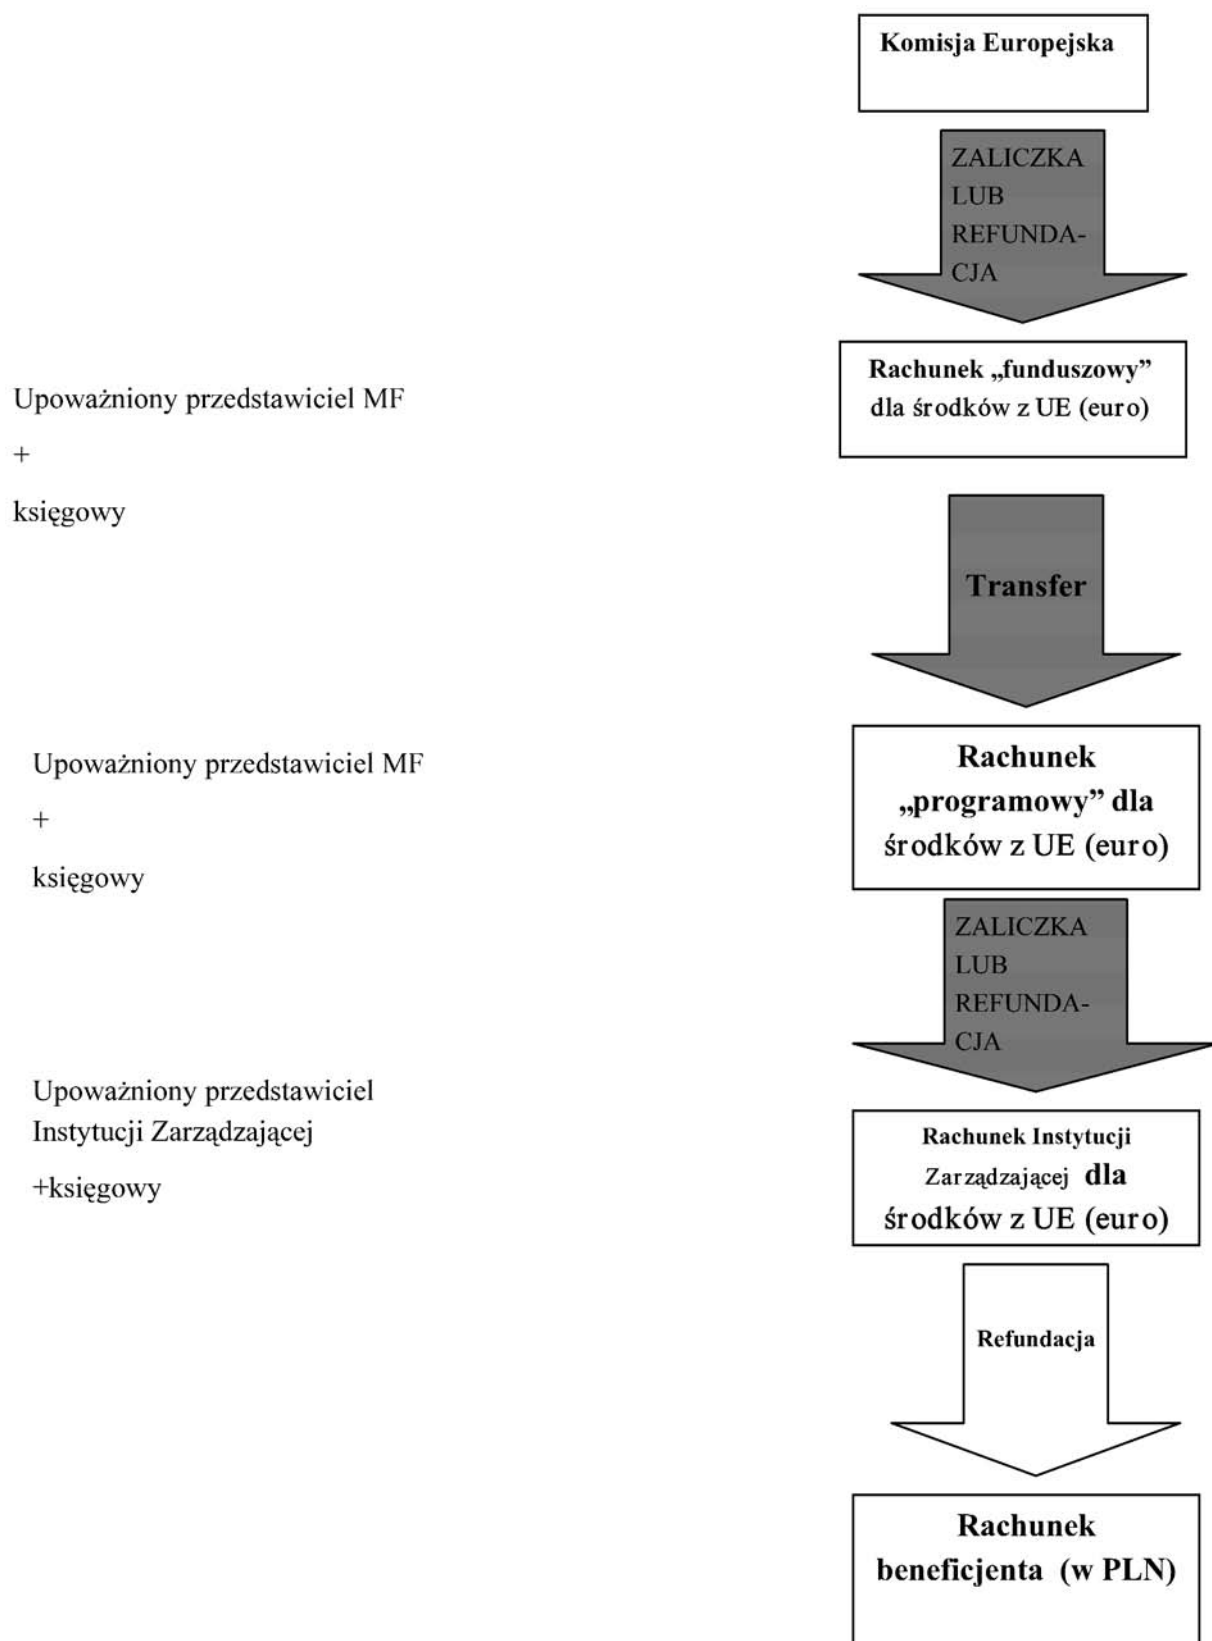 Komisja Europejska
ZALICZKA
LUB
REFUNDA-
CJA
Upoważniony przedstawiciel MF
+
księgowy
Rachunek „funduszowy”
dla środków z UE (euro)
Transfer
Upoważniony przedstawiciel MF
+
księgowy
Rachunek
„programowy” dla
środków z UE (euro)
ZALICZKA
LUB
REFUNDA-
CJA
Upoważniony przedstawiciel
Instytucji Zarządzającej
+księgowy
Rachunek Instytucji
Zarządzającej dla
środków z UE (euro)
Refundacja
Rachunek
beneficjenta (w PLN)